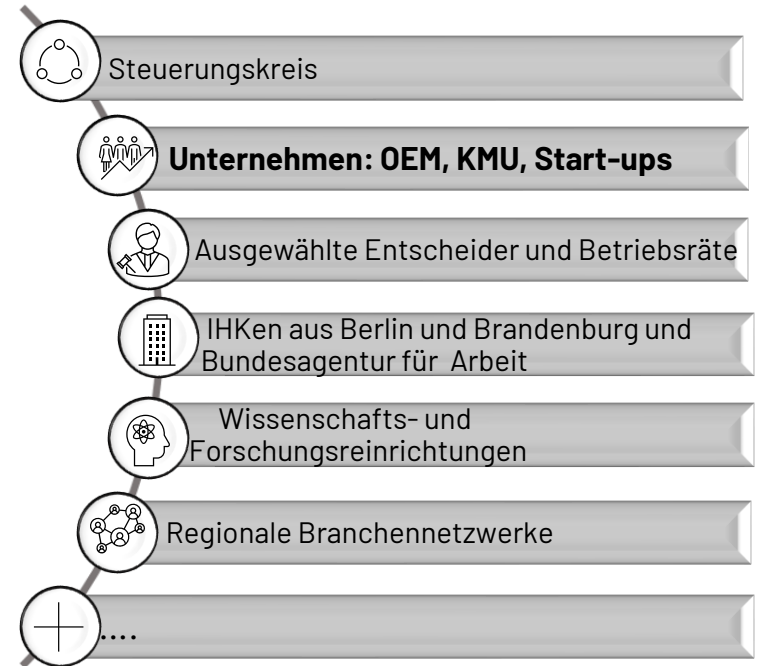 Steuerungskreis
Unternehmen: OEM, KMU, Start-ups
Ausgewählte Entscheider und Betriebsräte
IHKen aus Berlin und Brandenburg und
Bundesagentur für Arbeit
Wissenschafts- und
Forschungsreinrichtungen
Regionale Branchennetzwerke
....